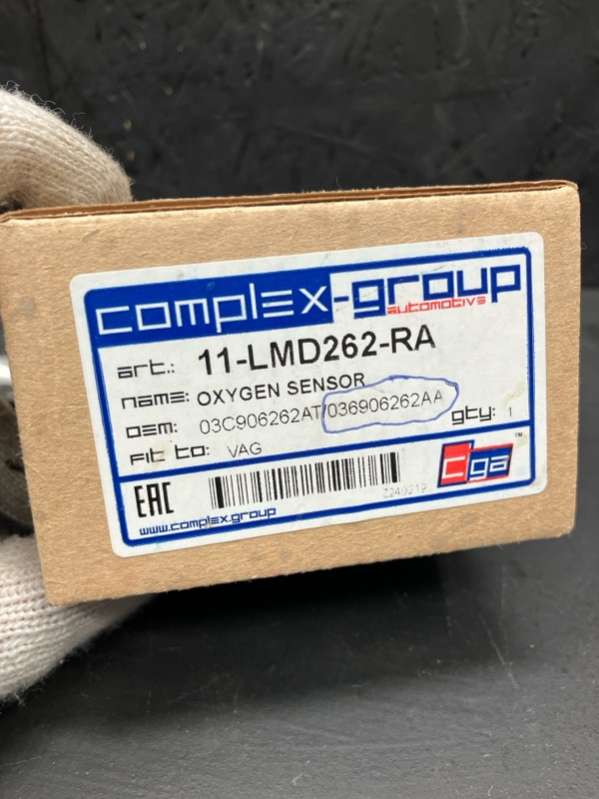 complex-group
automotive
art.: 11-LMD262-RA
name: OXYGEN SENSOR
oem: 03C906262AT/036906262AA
qty: 1
Fit to: VAG
cga™
EAC
www.complex.group